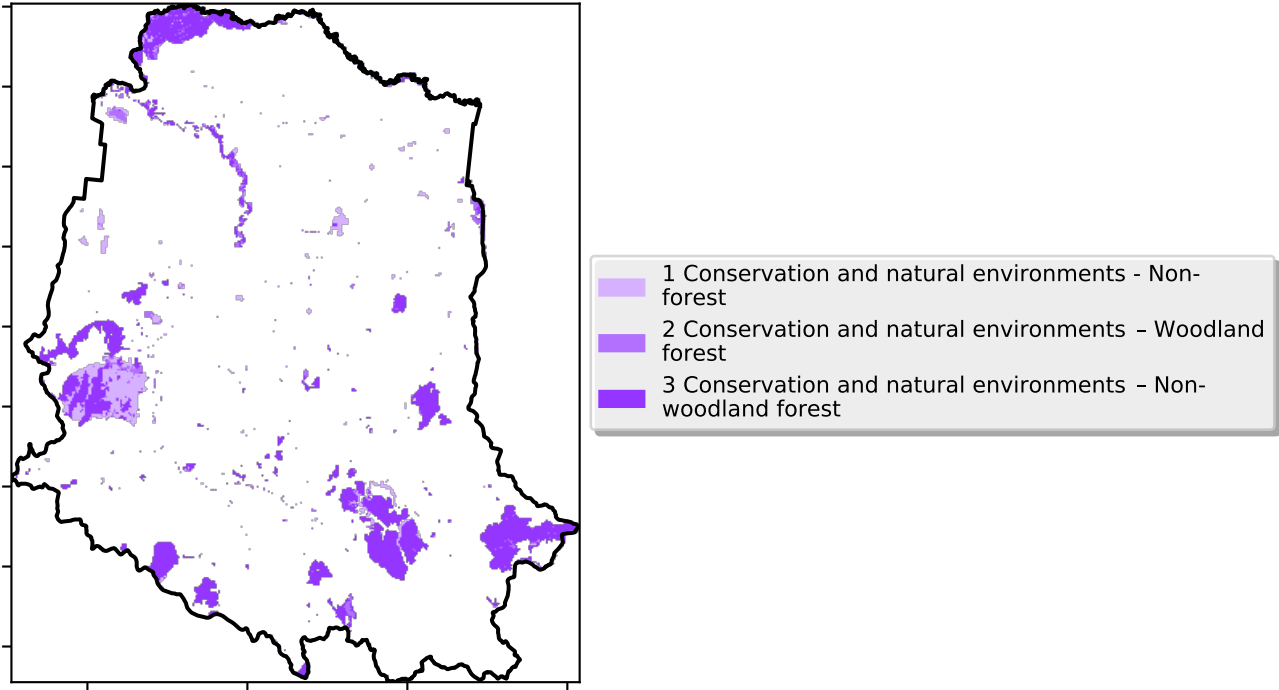 1 Conservation and natural environments - Non-
forest
2 Conservation and natural environments – Woodland
forest
3 Conservation and natural environments – Non-
woodland forest